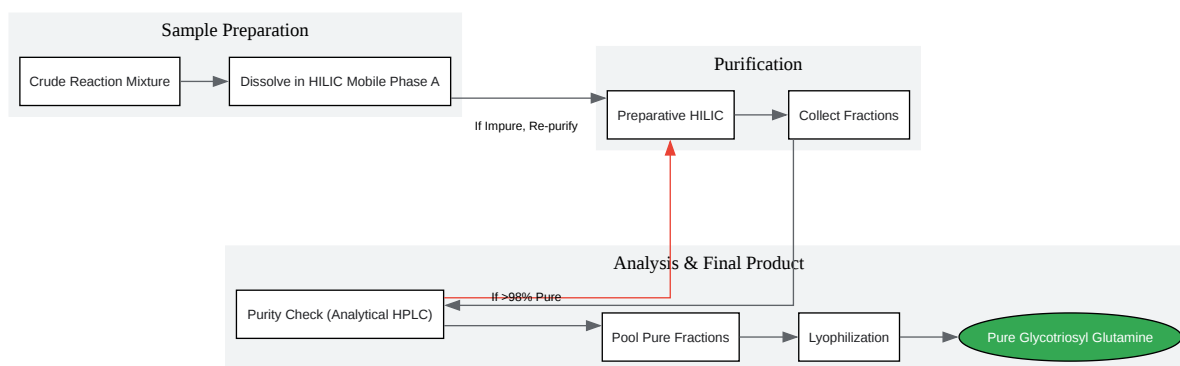 Sample Preparation
Crude Reaction Mixture
Dissolve in HILIC Mobile Phase A
If Impure, Re-purify
Purification
Preparative HILIC
Collect Fractions
Analysis & Final Product
Purity Check (Analytical HPLC)
If >98% Pure
Pool Pure Fractions
Lyophilization
Pure Glycotriosyl Glutamine